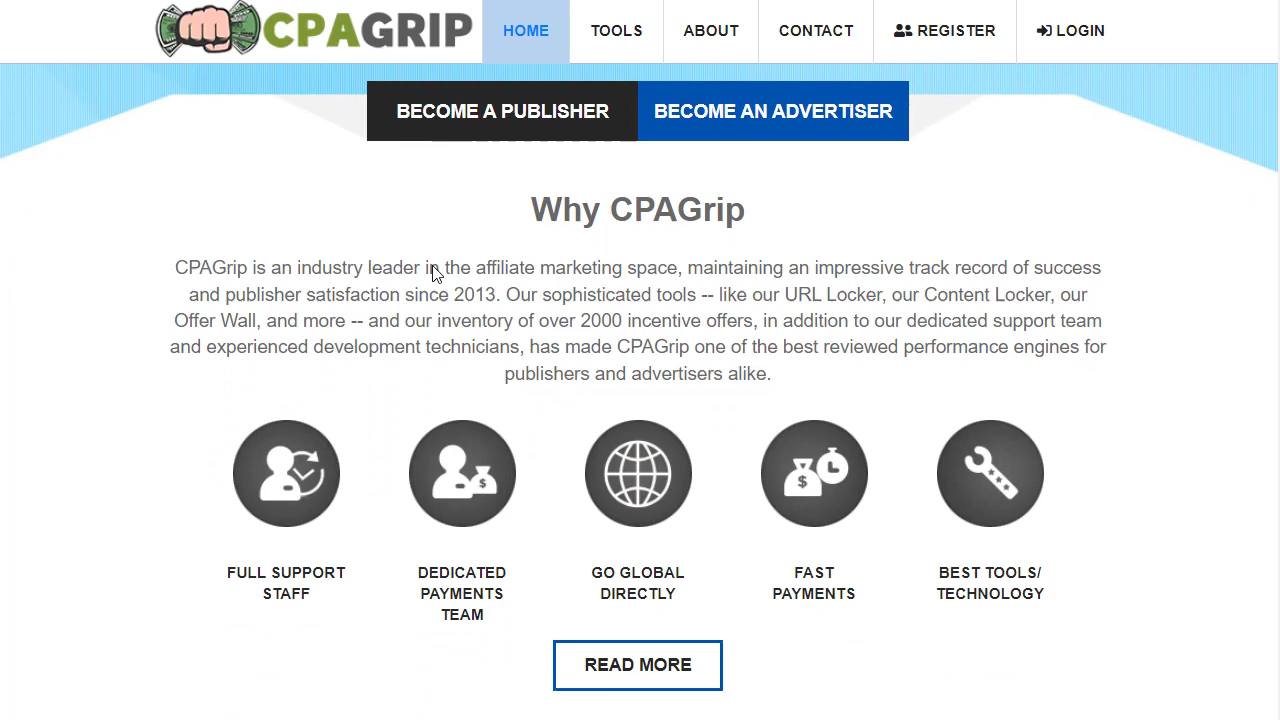 CPAGRIP HOME TOOLS ABOUT CONTACT REGISTER LOGIN
BECOME A PUBLISHER BECOME AN ADVERTISER
Why CPAGrip
CPAGrip is an industry leader in the affiliate marketing space, maintaining an impressive track record of success
and publisher satisfaction since 2013. Our sophisticated tools -- like our URL Locker, our Content Locker, our
Offer Wall, and more -- and our inventory of over 2000 incentive offers, in addition to our dedicated support team
and experienced development technicians, has made CPAGrip one of the best reviewed performance engines for
publishers and advertisers alike.
FULL SUPPORT
STAFF
DEDICATED
PAYMENTS
TEAM
GO GLOBAL
DIRECTLY
FAST
PAYMENTS
BEST TOOLS/
TECHNOLOGY
READ MORE